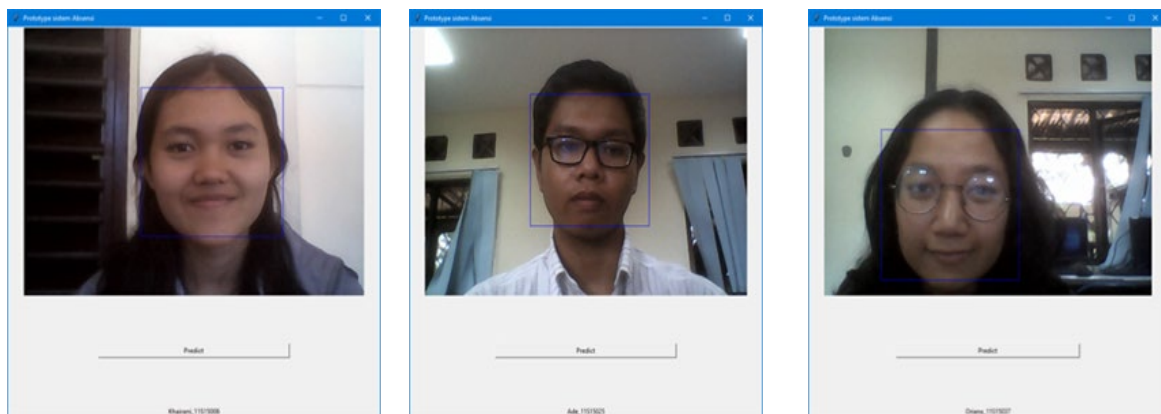 Prototype sistem Absensi
Predict
Khairani, 11515006
Prototype sistem Absensi
Predict
Ade, 11515025
Prototype sistem Absensi
Predict
11515037